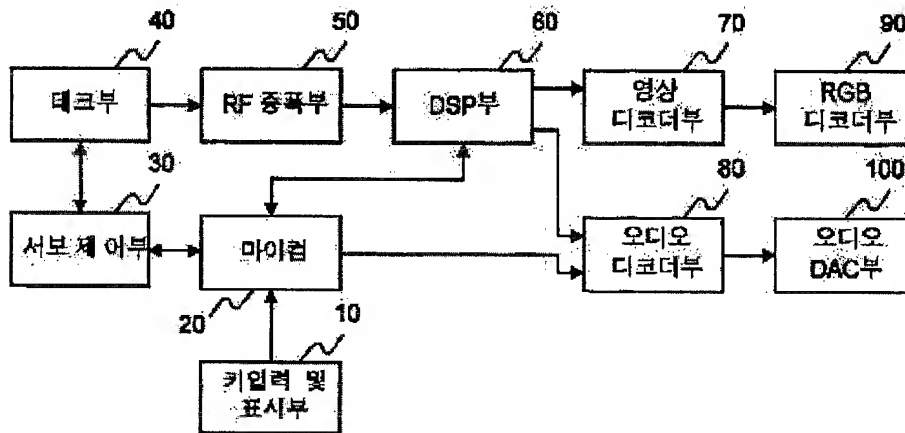 40
50
60
70
90
테크부
RF 증폭부
DSP부
영상
디코더부
RGB
디코더부
30
80
100
서보 제어부
마이컴
오디오
디코더부
오디오
DAC부
20
10
키입력 및
표시부